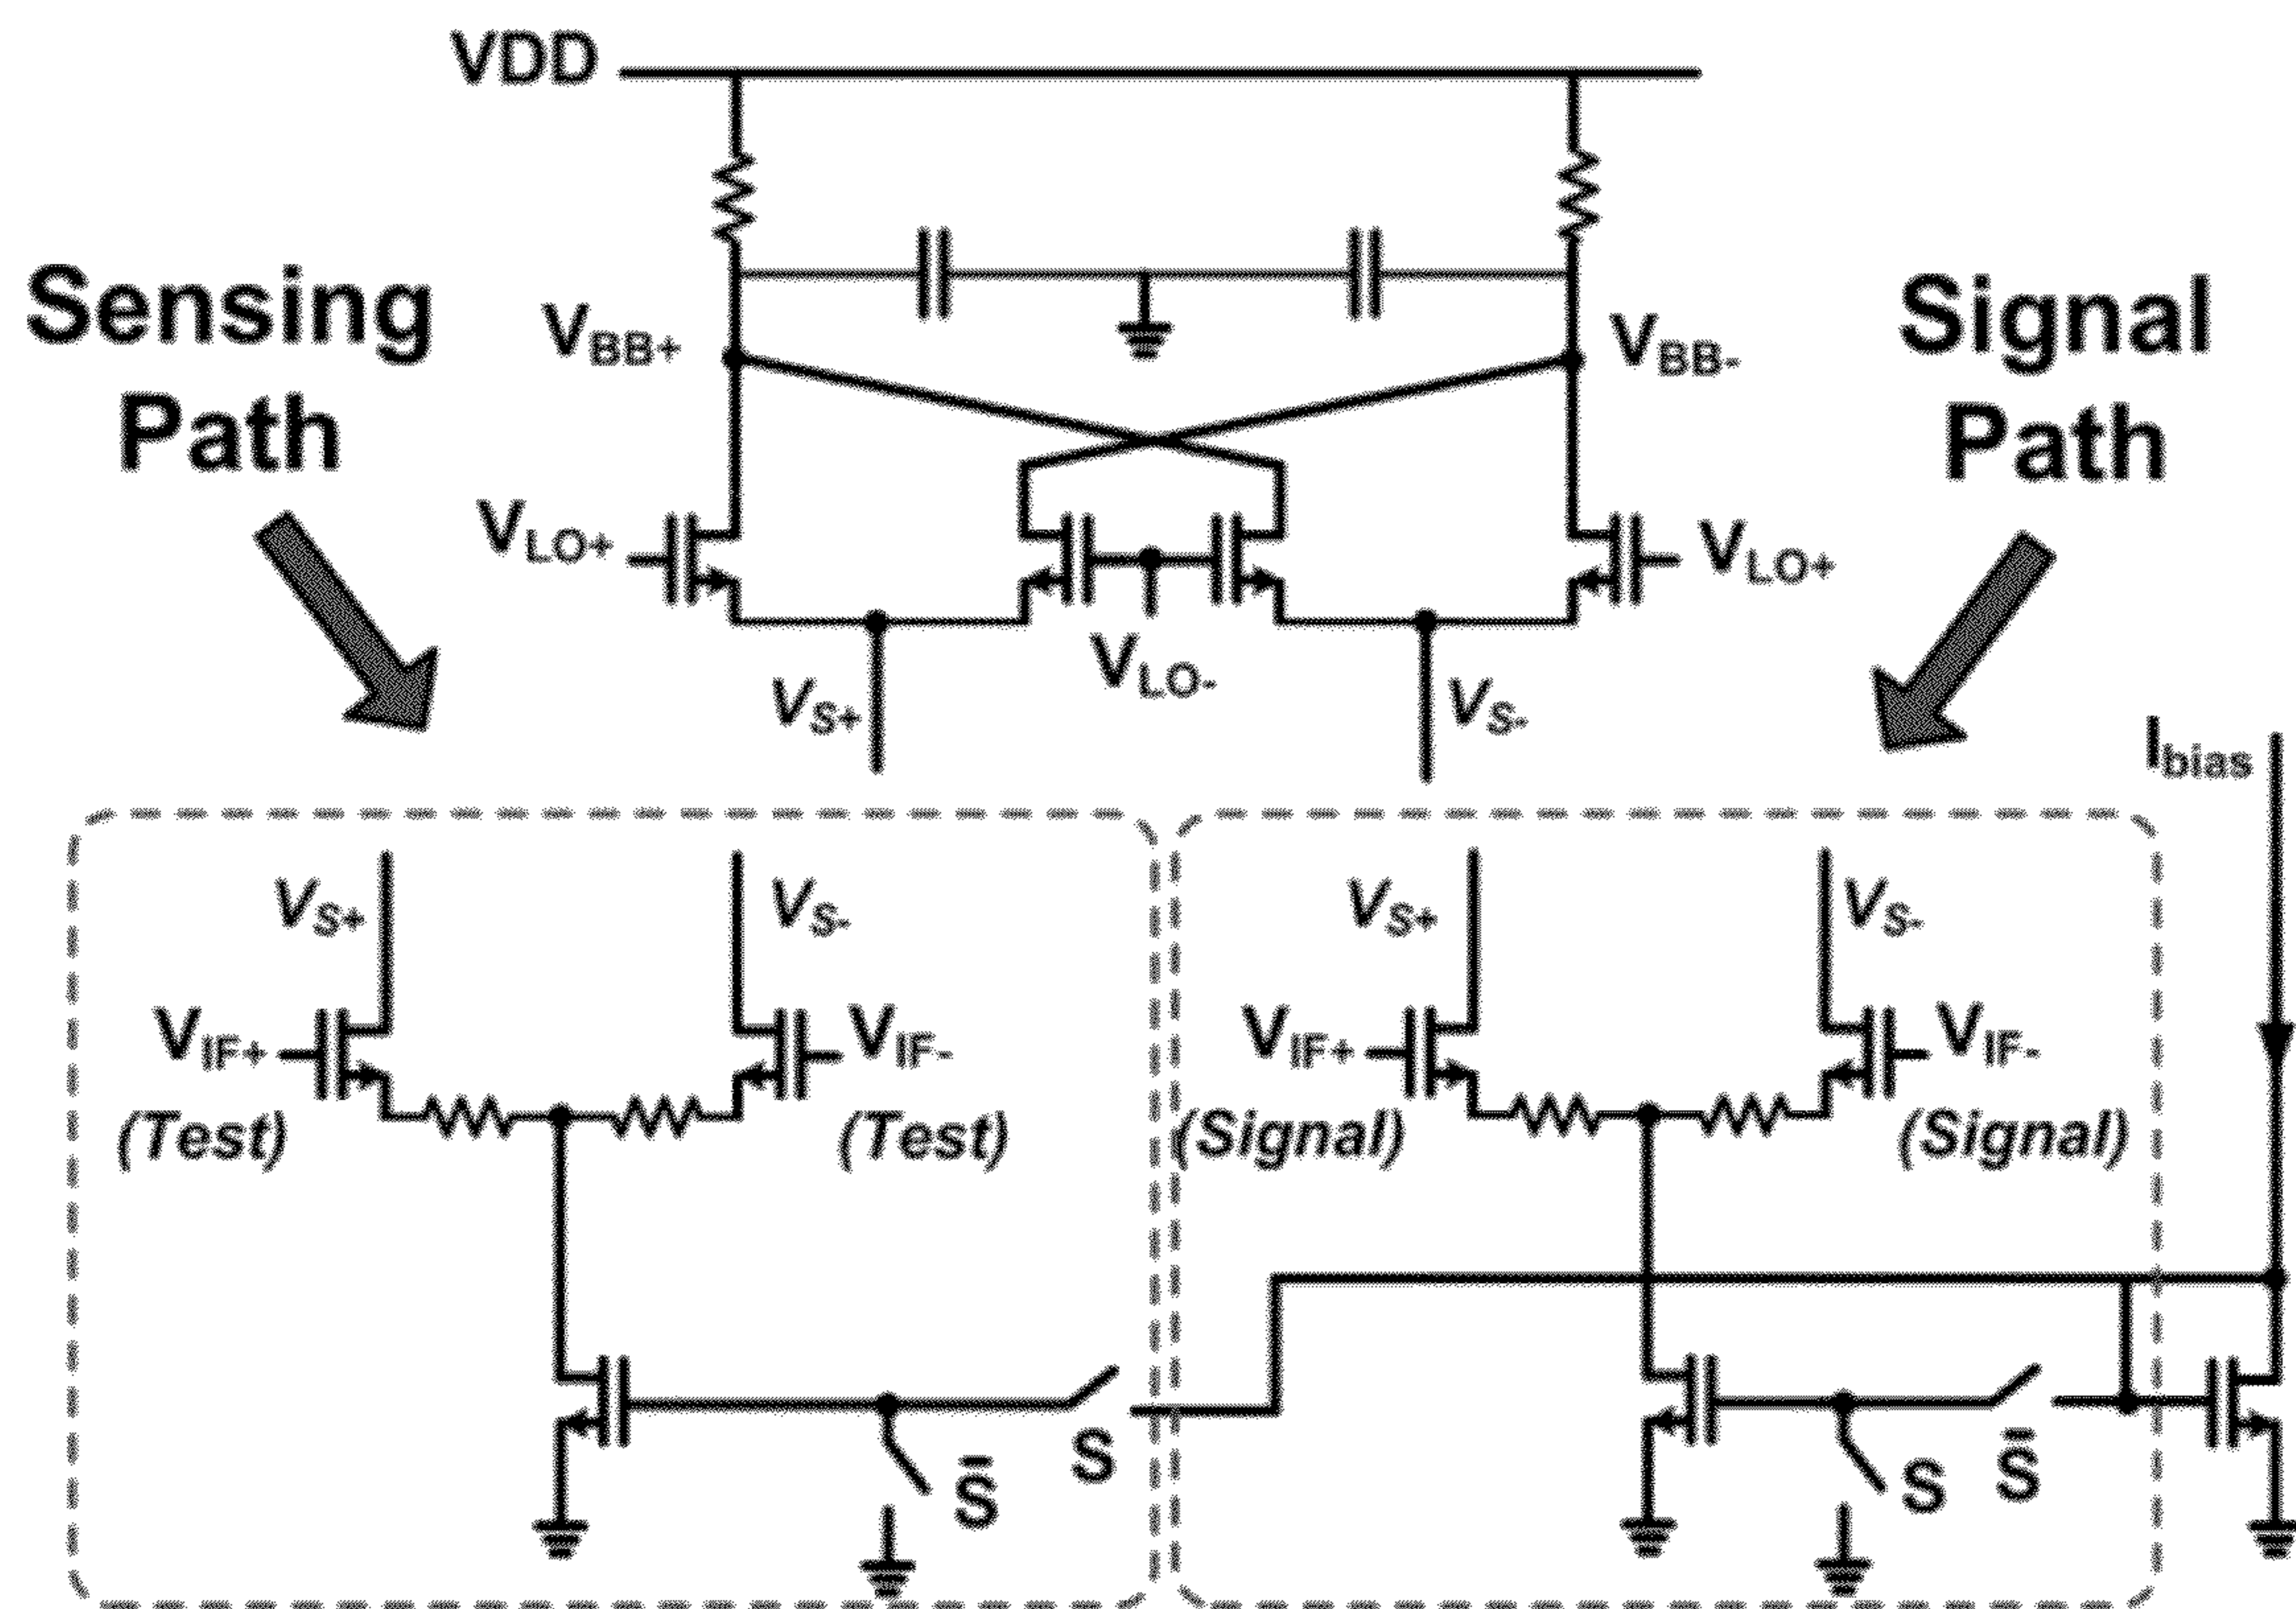 VDD
Sensing
Path
Signal
Path
VBB+
VBB-
VLO+
VLO+
VLO-
VS+
VS-
Ibias
VS+
VS-
VS+
VS-
VIF+
(Test)
VIF-
(Test)
VIF+
(Signal)
VIF-
(Signal)
S̄
S
S
S̄